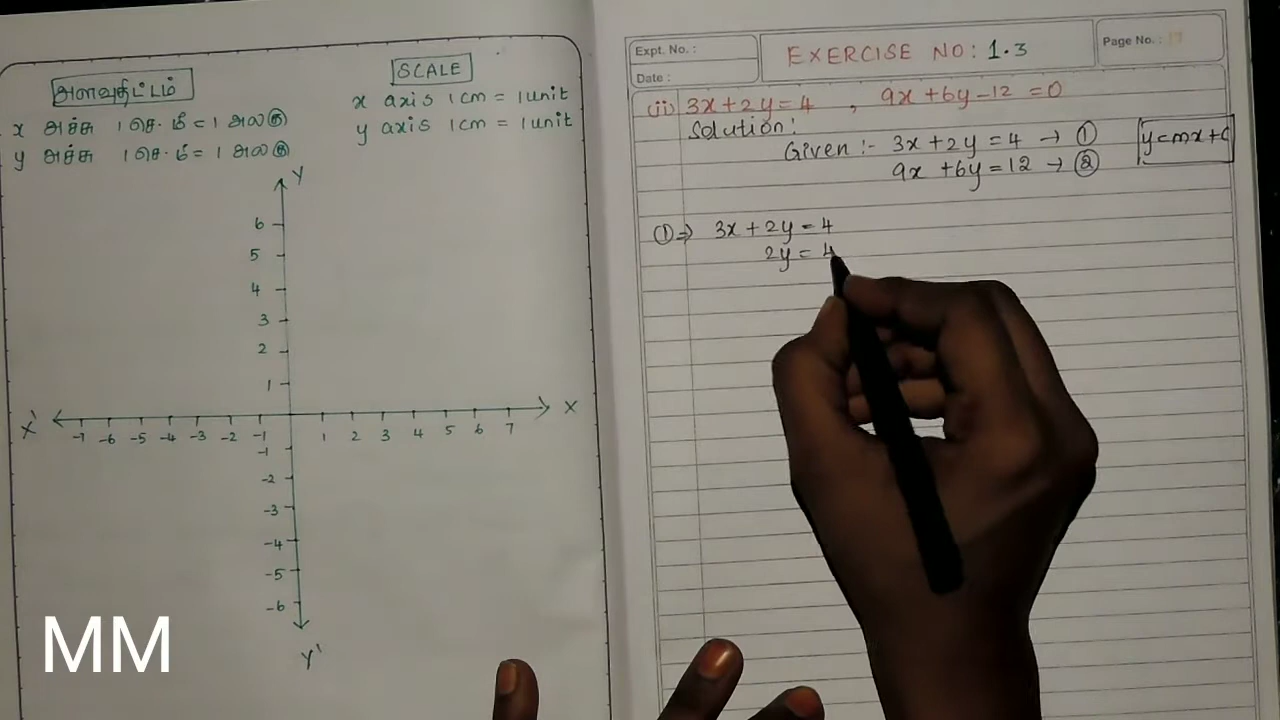 அளவுதிட்டம்
x அச்சு 1 செ.மீ = 1 அலகு
y அச்சு 1 செ.மீ = 1 அலகு
SCALE
x axis 1cm = 1unit
y axis 1cm = 1unit
Y
6
5
4
3
2
1
X' X
-7 -6 -5 -4 -3 -2 -1 1 2 3 4 5 6 7
-1
-2
-3
-4
-5
-6
Y'
MM
Expt. No. :
Date :
EXERCISE NO: 1.3
Page No. : 17
(ii) 3x+2y=4 , 9x+6y-12=0
Solution:
Given:- 3x+2y=4 → ①
9x+6y=12 → ②
y=mx+c
①⇒ 3x+2y=4
2y=4